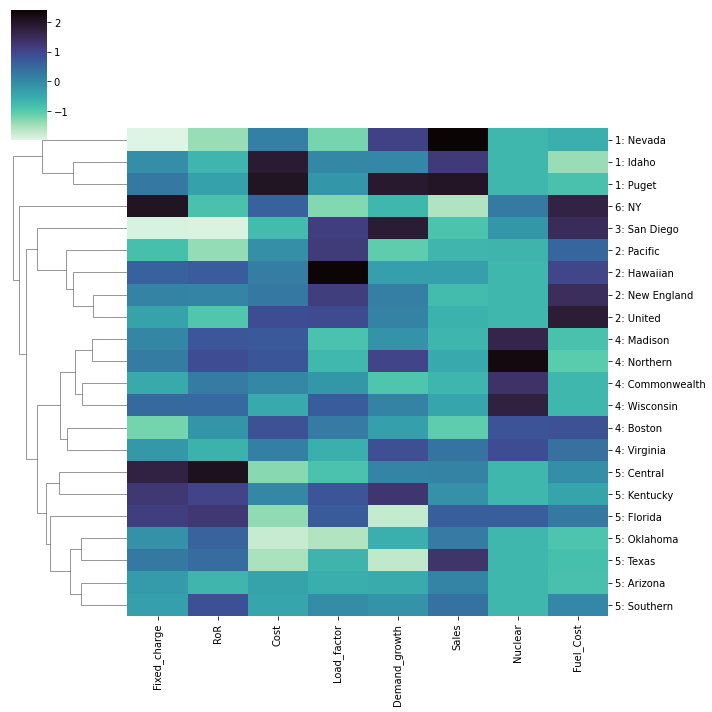 2
1
0
−1
1: Nevada
1: Idaho
1: Puget
6: NY
3: San Diego
2: Pacific
2: Hawaiian
2: New England
2: United
4: Madison
4: Northern
4: Commonwealth
4: Wisconsin
4: Boston
4: Virginia
5: Central
5: Kentucky
5: Florida
5: Oklahoma
5: Texas
5: Arizona
5: Southern
Fixed_charge
RoR
Cost
Load_factor
Demand_growth
Sales
Nuclear
Fuel_Cost